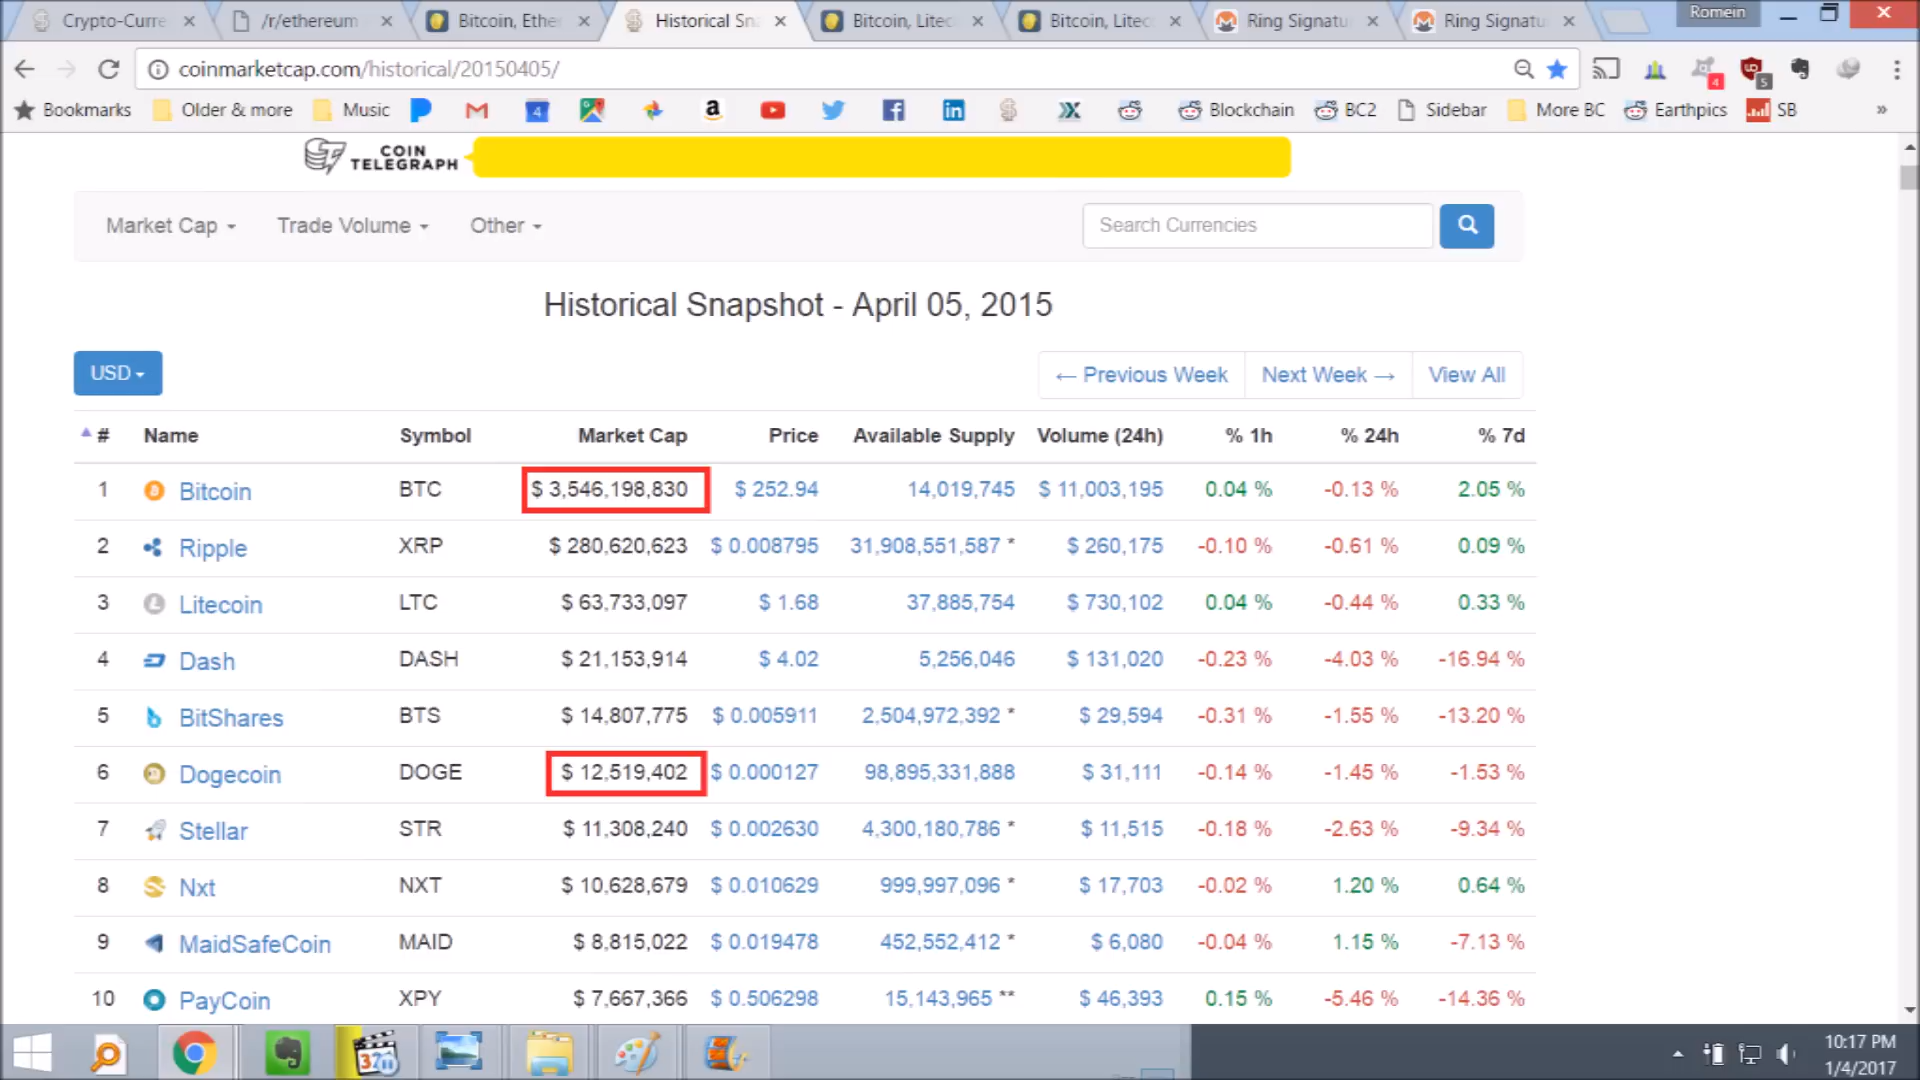 Crypto-Curre
/r/ethereum
Bitcoin, Ethe
Historical Sna
Bitcoin, Litec
Bitcoin, Litec
Ring Signatu
Ring Signatu
Romein
coinmarketcap.com/historical/20150405/
4
5
Bookmarks
Older & more
Music
4
Blockchain
BC2
Sidebar
More BC
Earthpics
SB
»
COIN
TELEGRAPH
Market Cap
Trade Volume
Other
Search Currencies
Historical Snapshot - April 05, 2015
USD
← Previous Week
Next Week →
View All
# Name Symbol Market Cap Price Available Supply Volume (24h) % 1h % 24h % 7d
1 Bitcoin BTC $ 3,546,198,830 $ 252.94 14,019,745 $ 11,003,195 0.04 % -0.13 % 2.05 %
2 Ripple XRP $ 280,620,623 $ 0.008795 31,908,551,587 * $ 260,175 -0.10 % -0.61 % 0.09 %
3 Litecoin LTC $ 63,733,097 $ 1.68 37,885,754 $ 730,102 0.04 % -0.44 % 0.33 %
4 Dash DASH $ 21,153,914 $ 4.02 5,256,046 $ 131,020 -0.23 % -4.03 % -16.94 %
5 BitShares BTS $ 14,807,775 $ 0.005911 2,504,972,392 * $ 29,594 -0.31 % -1.55 % -13.20 %
6 Dogecoin DOGE $ 12,519,402 $ 0.000127 98,895,331,888 $ 31,111 -0.14 % -1.45 % -1.53 %
7 Stellar STR $ 11,308,240 $ 0.002630 4,300,180,786 * $ 11,515 -0.18 % -2.63 % -9.34 %
8 Nxt NXT $ 10,628,679 $ 0.010629 999,997,096 * $ 17,703 -0.02 % 1.20 % 0.64 %
9 MaidSafeCoin MAID $ 8,815,022 $ 0.019478 452,552,412 * $ 6,080 -0.04 % 1.15 % -7.13 %
10 PayCoin XPY $ 7,667,366 $ 0.506298 15,143,965 ** $ 46,393 0.15 % -5.46 % -14.36 %
10:17 PM
1/4/2017